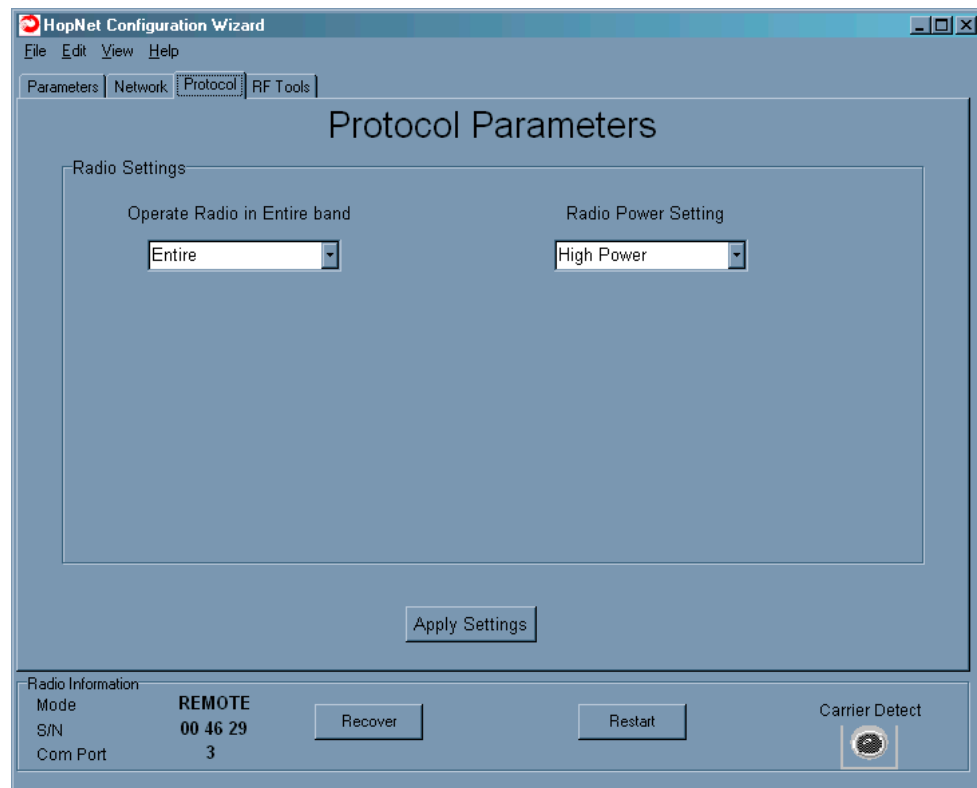 HopNet Configuration Wizard
File Edit View Help
Parameters Network Protocol RF Tools
Protocol Parameters
Radio Settings
Operate Radio in Entire band Radio Power Setting
Entire High Power
Apply Settings
Radio Information
Mode REMOTE
S/N 00 46 29
Com Port 3
Recover Restart
Carrier Detect